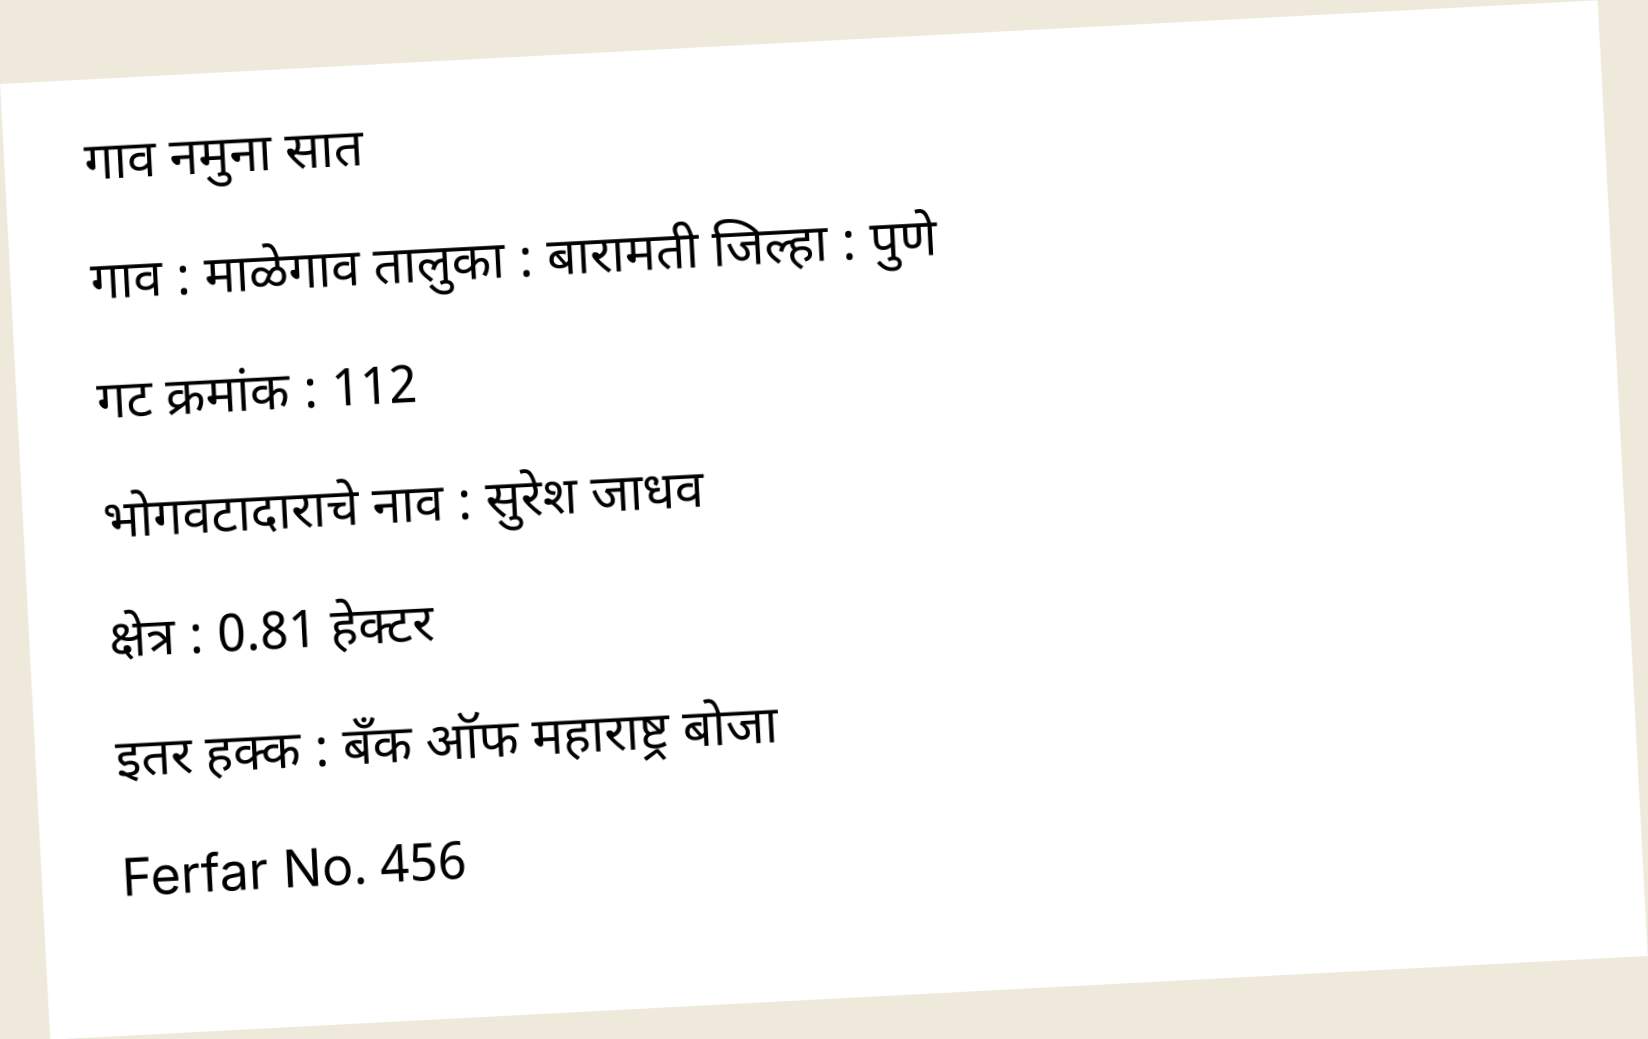 गाव नमुना सात
गाव : माळेगाव तालुका : बारामती जिल्हा : पुणे
गट क्रमांक : 112
भोगवटादाराचे नाव : सुरेश जाधव
क्षेत्र : 0.81 हेक्टर
इतर हक्क : बँक ऑफ महाराष्ट्र बोजा
Ferfar No. 456